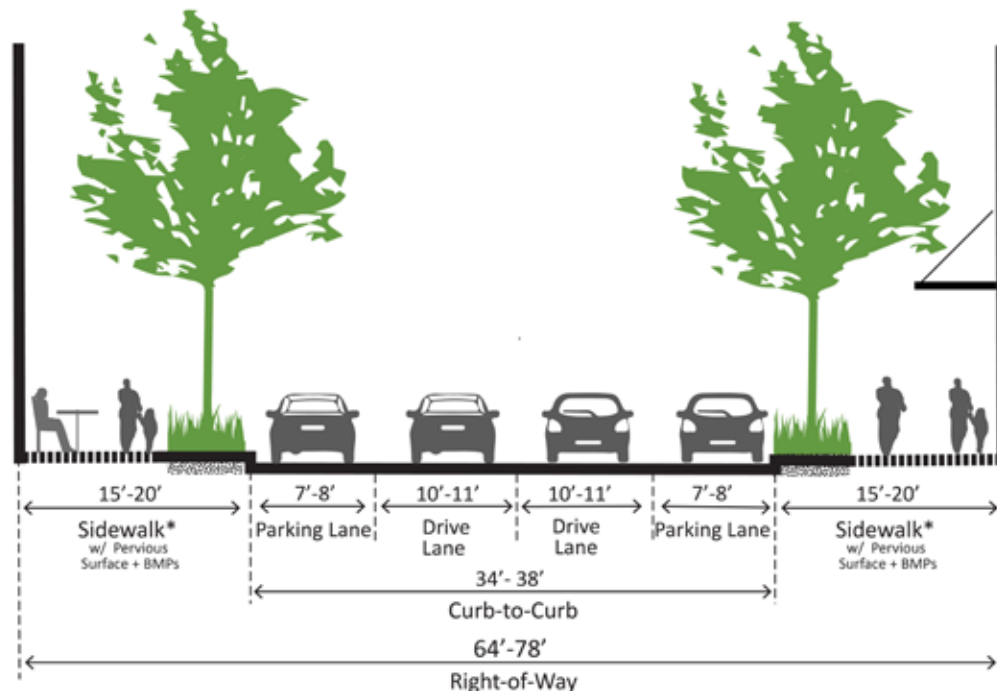 15'-20'
7'-8'
10'-11'
10'-11'
7'-8'
15'-20'
Sidewalk*
w/ Pervious
Surface + BMPs
Parking Lane
Drive
Lane
Drive
Lane
Parking Lane
Sidewalk*
w/ Pervious
Surface + BMPs
34'- 38'
Curb-to-Curb
64'-78'
Right-of-Way